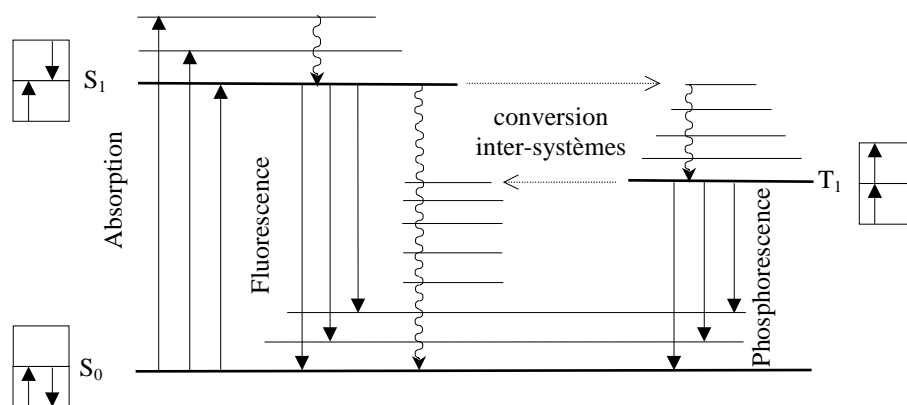 S1
conversion
inter-systèmes
T1
Absorption
Fluorescence
Phosphorescence
S0